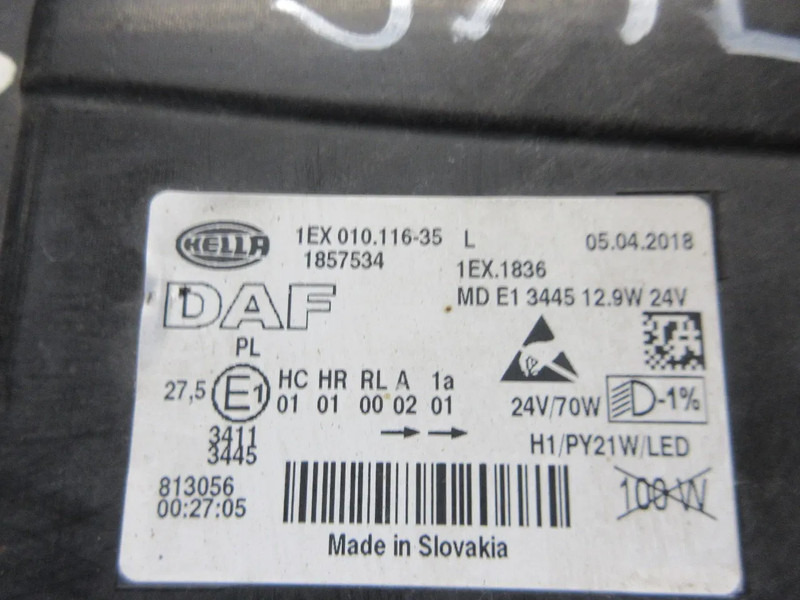 HELLA
1EX 010.116-35 L 05.04.2018
1857534 1EX.1836
DAF MD E1 3445 12.9W 24V
PL
27,5 E1 HC HR RL A 1a
01 01 00 02 01
24V/70W -1%
3411
3445
H1/PY21W/LED
813056
00:27:05
100 W
Made in Slovakia